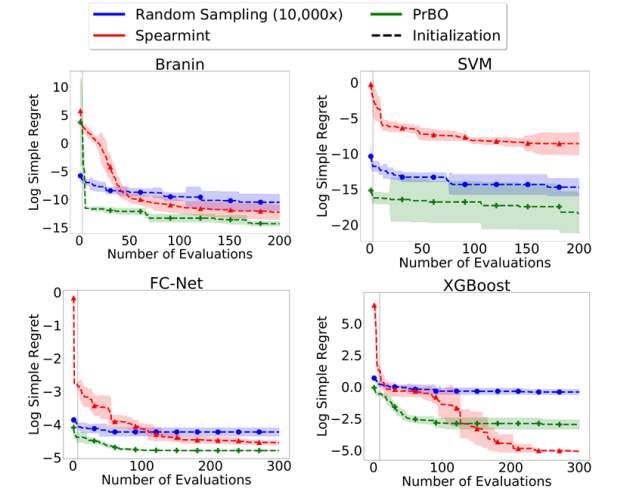 Random Sampling (10,000x)
PrBO
Spearmint
Initialization
Branin
Log Simple Regret
10
5
0
−5
−10
−15
0
50
100
150
200
Number of Evaluations
SVM
Log Simple Regret
0
−5
−10
−15
−20
0
50
100
150
200
Number of Evaluations
FC-Net
Log Simple Regret
0
−1
−2
−3
−4
−5
0
100
200
300
Number of Evaluations
XGBoost
Log Simple Regret
5.0
2.5
0.0
−2.5
−5.0
0
100
200
300
Number of Evaluations